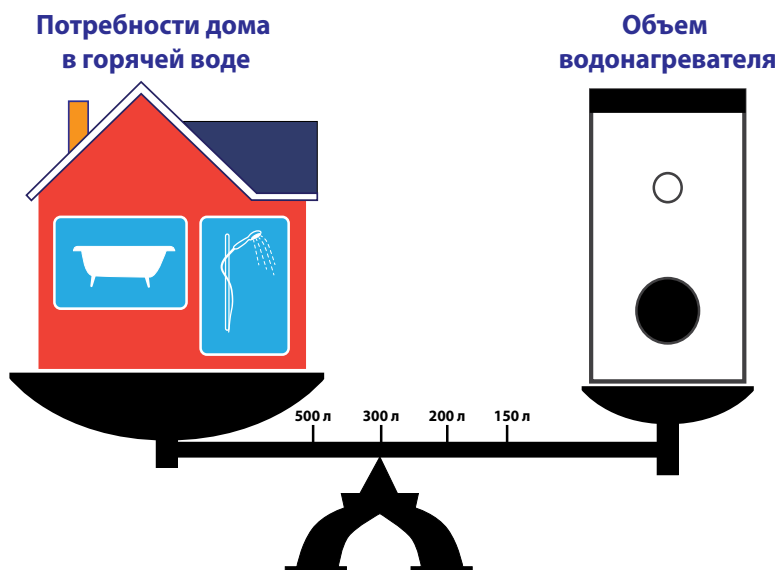 Потребности дома
в горячей воде
Объем
водонагревателя
500 л 300 л 200 л 150 л